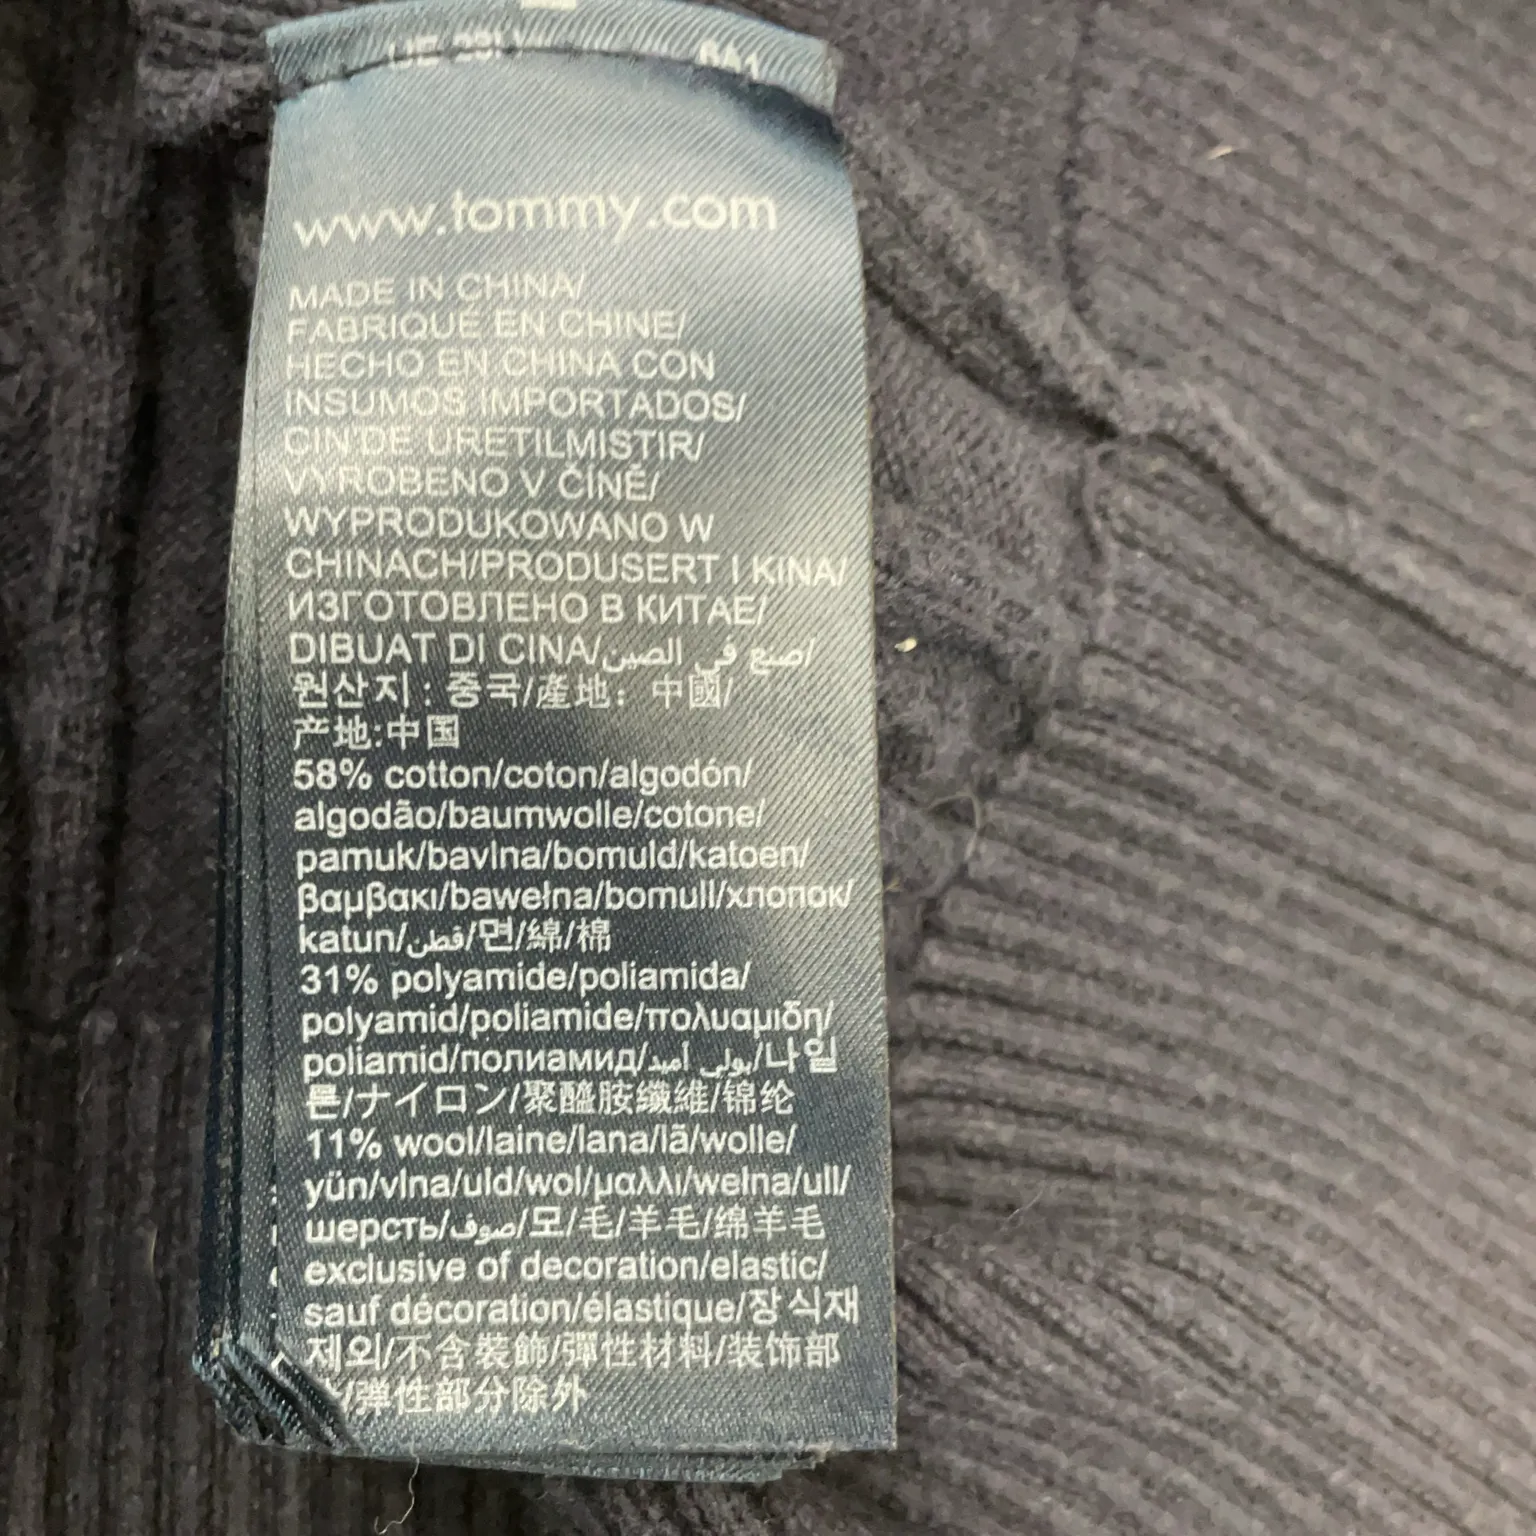 www.tommy.com
MADE IN CHINA/
FABRIQUÉ EN CHINE/
HECHO EN CHINA CON
INSUMOS IMPORTADOS/
CIN'DE URETILMISTIR/
VYROBENO V ČÍNĚ/
WYPRODUKOWANO W
CHINACH/PRODUSERT I KINA/
ИЗГОТОВЛЕНО В КИТАЕ/
DIBUAT DI CINA/صنع في الصين/
원산지 : 중국/產地: 中國/
产地:中国
58% cotton/coton/algodón/
algodão/baumwolle/cotone/
pamuk/bavlna/bomuld/katoen/
βαμβακι/bawełna/bomull/хлопок/
katun/قطن/면/綿/棉
31% polyamide/poliamida/
polyamid/poliamide/πολυαμιδη/
poliamid/полиамид/بولي أميد/나일
론/ナイロン/聚醯胺纖維/锦纶
11% wool/laine/lana/lã/wolle/
yün/vlna/uld/wol/μαλλι/wełna/ull/
шерсть/صوف/모/毛/羊毛/绵羊毛
exclusive of decoration/elastic/
sauf décoration/élastique/장식재
제외/不含裝飾/彈性材料/装饰部
/弹性部分除外